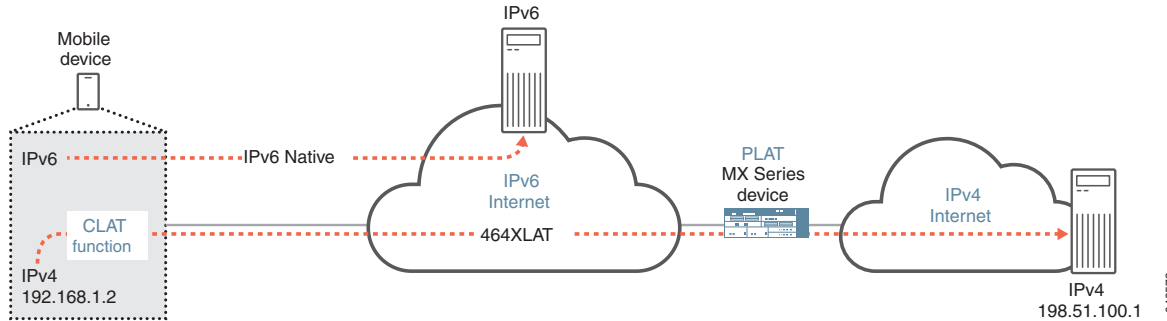 IPv6
Mobile
device
IPv6
IPv6 Native
PLAT
MX Series
device
IPv6
Internet
IPv4
Internet
CLAT
function
464XLAT
IPv4
192.168.1.2
IPv4
198.51.100.1